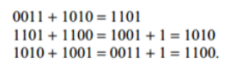 0011 + 1010 = 1101
1101 + 1100 = 1001 + 1 = 1010
1010 + 1001 = 0011 + 1 = 1100.